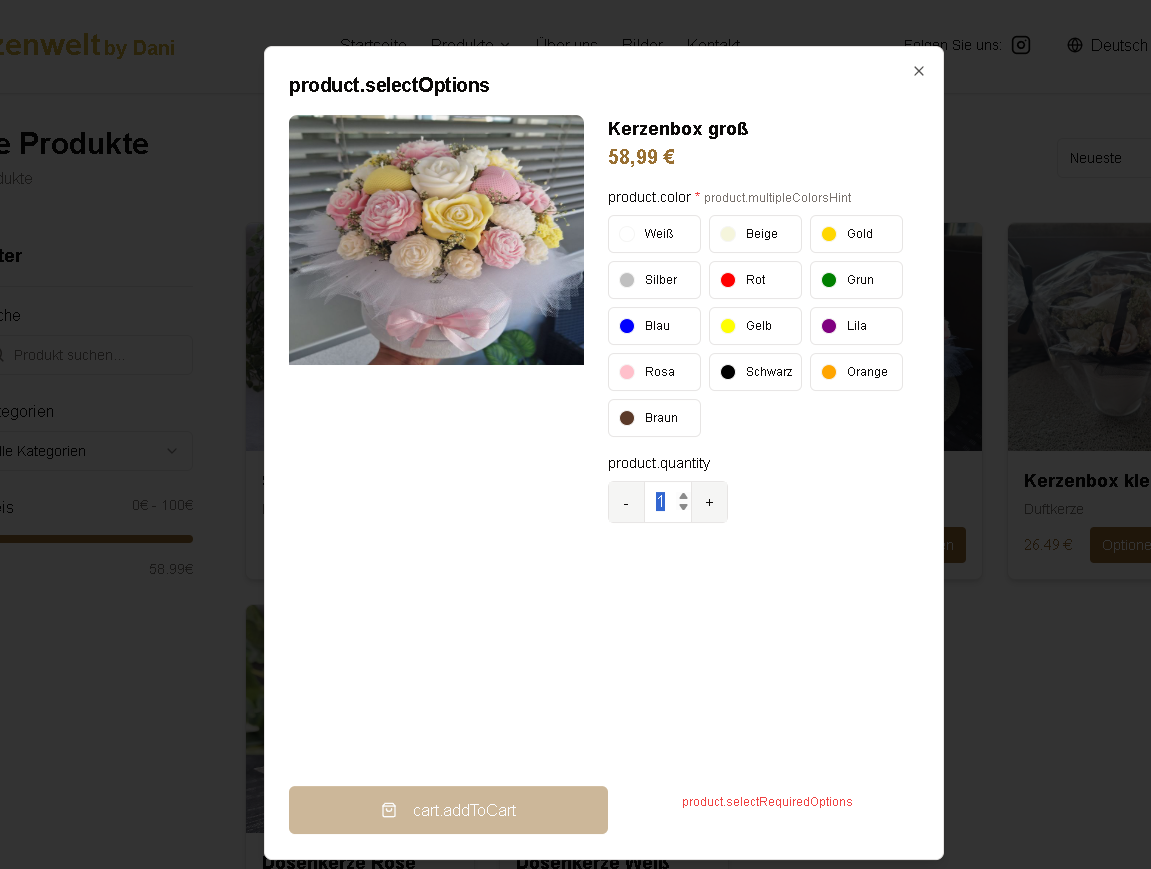 zenwelt by Dani
Startseite Produkte Über uns Bilder Kontakt
Folgen Sie uns:
Deutsch
product.selectOptions
e Produkte
dukte
Neueste
Kerzenbox groß
58,99 €
product.color * product.multipleColorsHint
Weiß Beige Gold
Silber Rot Grun
Blau Gelb Lila
Rosa Schwarz Orange
Braun
product.quantity
- 1 +
ter
che
Produkt suchen...
tegorien
lle Kategorien
eis 0€ - 100€
58.99€
Kerzenbox kle
Duftkerze
26.49 € Optione
n
cart.addToCart
product.selectRequiredOptions
Dosenkerze Rose
Dosenkerze Weiß